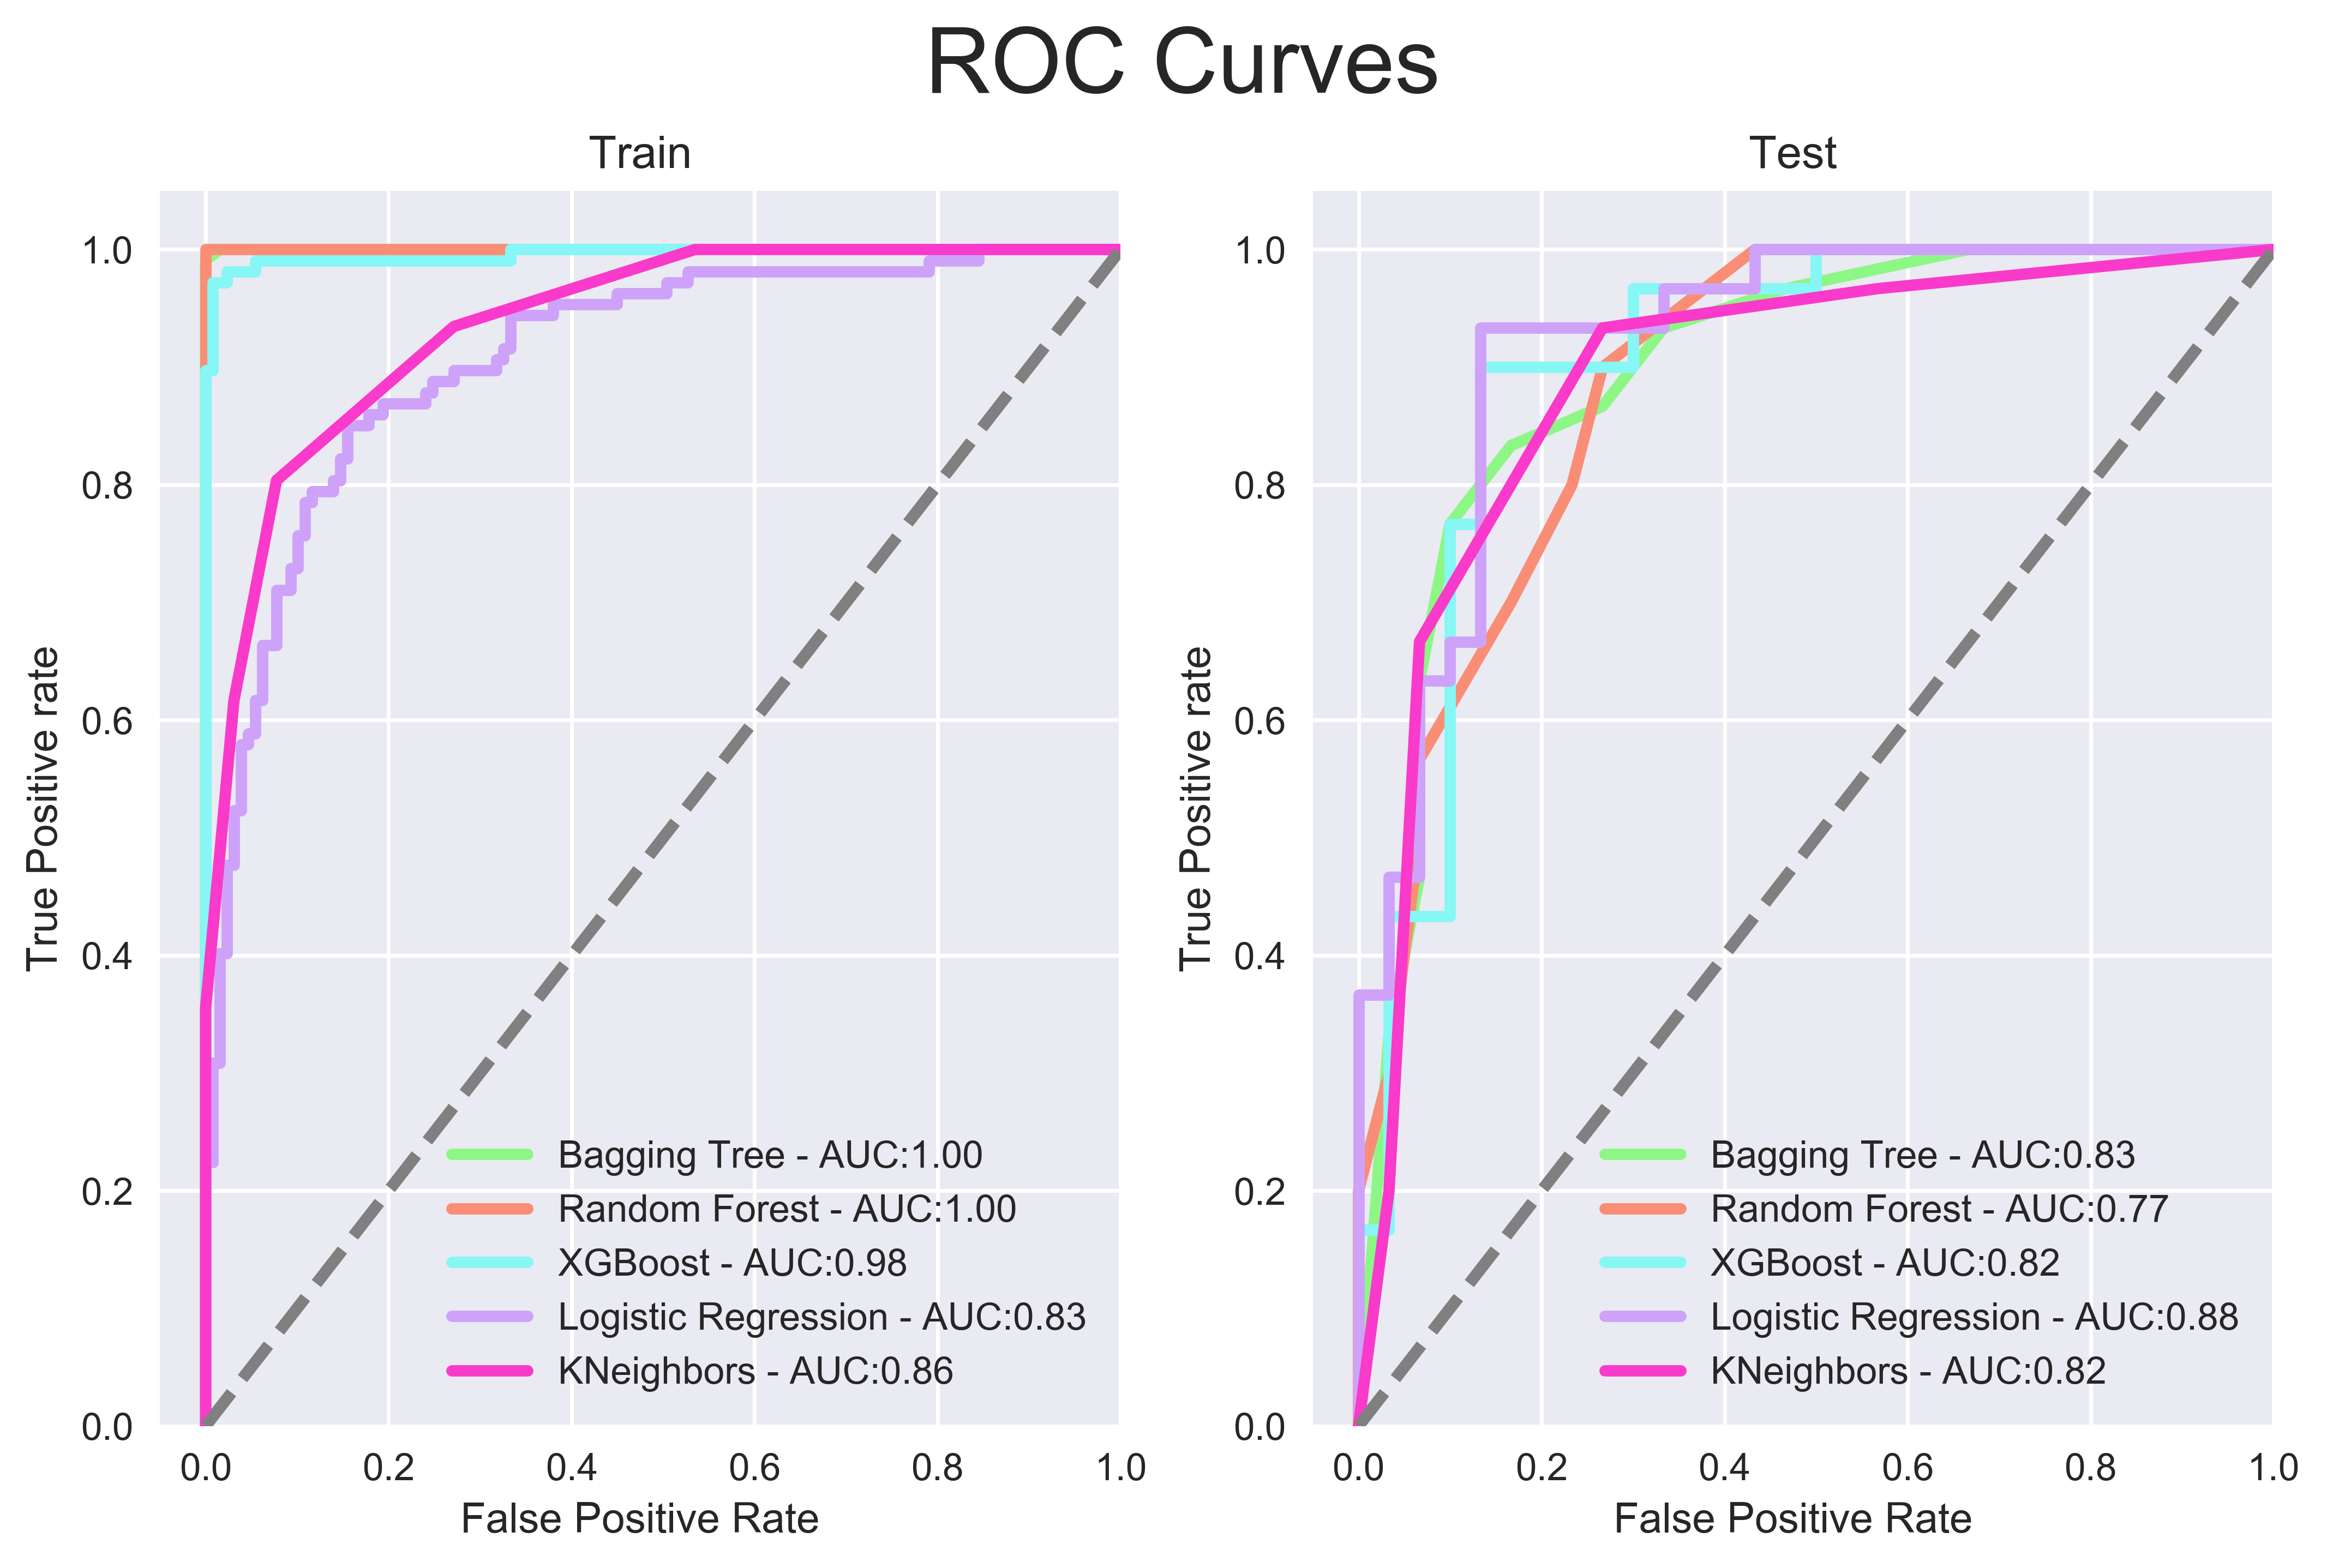 ROC Curves
Train
True Positive rate
1.0
0.8
0.6
0.4
0.2
0.0
Bagging Tree - AUC:1.00
Random Forest - AUC:1.00
XGBoost - AUC:0.98
Logistic Regression - AUC:0.83
KNeighbors - AUC:0.86
0.0 0.2 0.4 0.6 0.8 1.0
False Positive Rate
Test
True Positive rate
1.0
0.8
0.6
0.4
0.2
0.0
Bagging Tree - AUC:0.83
Random Forest - AUC:0.77
XGBoost - AUC:0.82
Logistic Regression - AUC:0.88
KNeighbors - AUC:0.82
0.0 0.2 0.4 0.6 0.8 1.0
False Positive Rate